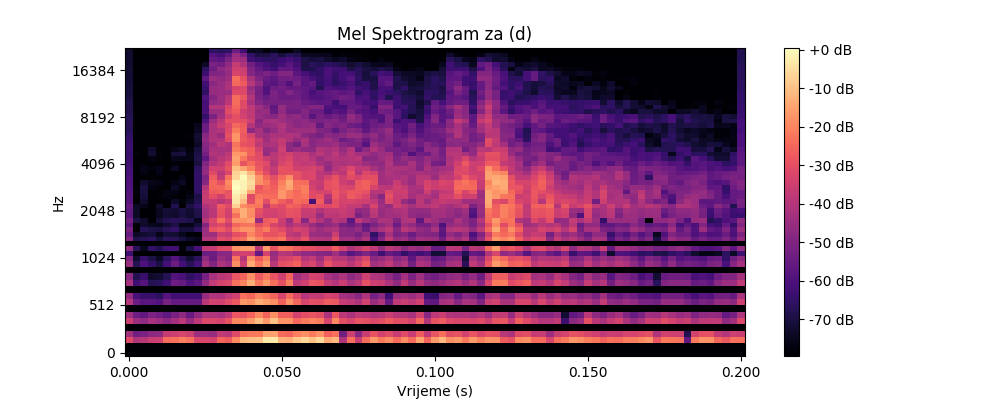 Mel Spektrogram za (d)
Hz
16384
8192
4096
2048
1024
512
0
0.000 0.050 0.100 0.150 0.200
Vrijeme (s)
+0 dB
-10 dB
-20 dB
-30 dB
-40 dB
-50 dB
-60 dB
-70 dB